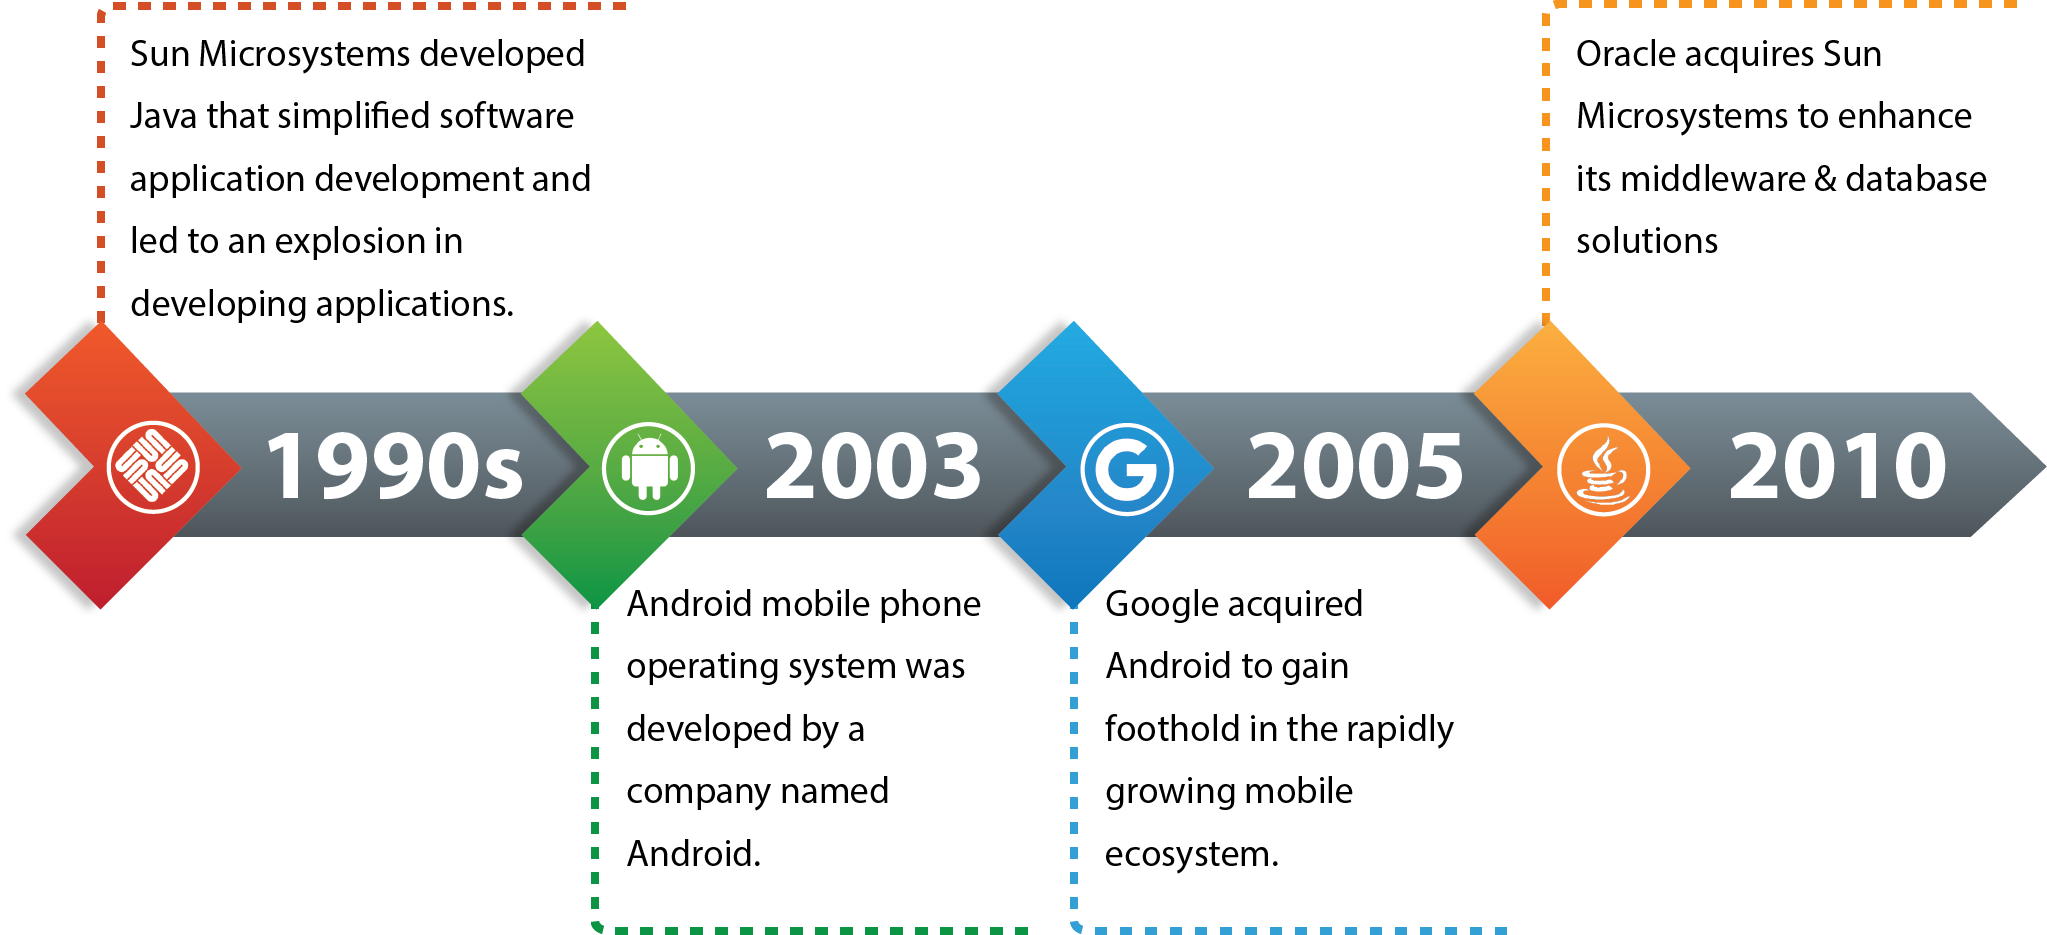 Sun Microsystems developed
Java that simplified software
application development and
led to an explosion in
developing applications.
Oracle acquires Sun
Microsystems to enhance
its middleware & database
solutions
1990s
2003
2005
2010
Android mobile phone
operating system was
developed by a
company named
Android.
Google acquired
Android to gain
foothold in the rapidly
growing mobile
ecosystem.